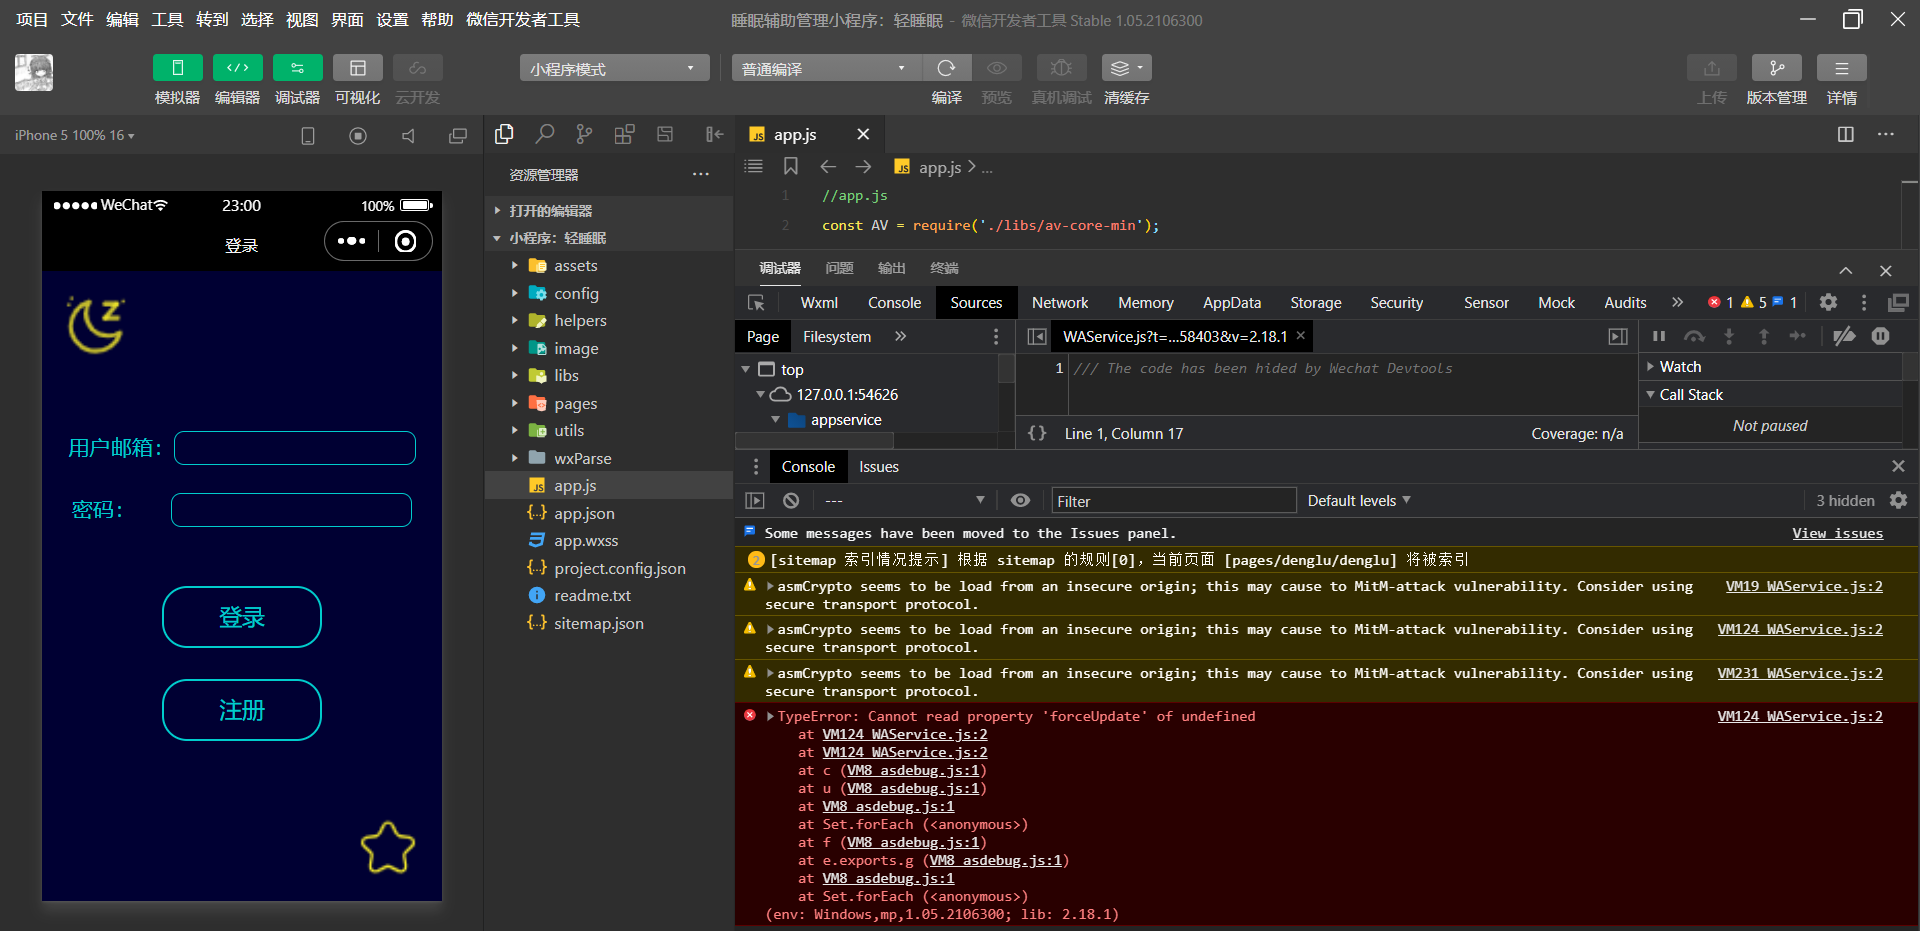 项目 文件 编辑 工具 转到 选择 视图 界面 设置 帮助 微信开发者工具
睡眠辅助管理小程序：轻睡眠 - 微信开发者工具 Stable 1.05.2106300
模拟器 编辑器 调试器 可视化 云开发
小程序模式
普通编译
编译 预览 真机调试 清缓存
上传 版本管理 详情
iPhone 5 100% 16
WeChat 23:00 100%
登录
用户邮箱：
密码：
登录
注册
资源管理器
打开的编辑器
小程序：轻睡眠
assets
config
helpers
image
libs
pages
utils
wxParse
app.js
app.json
app.wxss
project.config.json
readme.txt
sitemap.json
app.js
app.js > ...
1 //app.js
2 const AV = require('./libs/av-core-min');
调试器 问题 输出 终端
Wxml Console Sources Network Memory AppData Storage Security Sensor Mock Audits 1 5 1
Page Filesystem
WAService.js?t=...58403&v=2.18.1
top
127.0.0.1:54626
appservice
1 /// The code has been hided by Wechat Devtools
{} Line 1, Column 17 Coverage: n/a
Watch
Call Stack
Not paused
Console Issues
--- Filter Default levels 3 hidden
Some messages have been moved to the Issues panel. View issues
2 [sitemap 索引情况提示] 根据 sitemap 的规则[0]，当前页面 [pages/denglu/denglu] 将被索引
asmCrypto seems to be load from an insecure origin; this may cause to MitM-attack vulnerability. Consider using VM19 WAService.js:2
secure transport protocol.
asmCrypto seems to be load from an insecure origin; this may cause to MitM-attack vulnerability. Consider using VM124 WAService.js:2
secure transport protocol.
asmCrypto seems to be load from an insecure origin; this may cause to MitM-attack vulnerability. Consider using VM231 WAService.js:2
secure transport protocol.
TypeError: Cannot read property 'forceUpdate' of undefined VM124 WAService.js:2
at VM124 WAService.js:2
at VM124 WAService.js:2
at c (VM8 asdebug.js:1)
at u (VM8 asdebug.js:1)
at VM8 asdebug.js:1
at Set.forEach (<anonymous>)
at f (VM8 asdebug.js:1)
at e.exports.g (VM8 asdebug.js:1)
at VM8 asdebug.js:1
at Set.forEach (<anonymous>)
(env: Windows,mp,1.05.2106300; lib: 2.18.1)